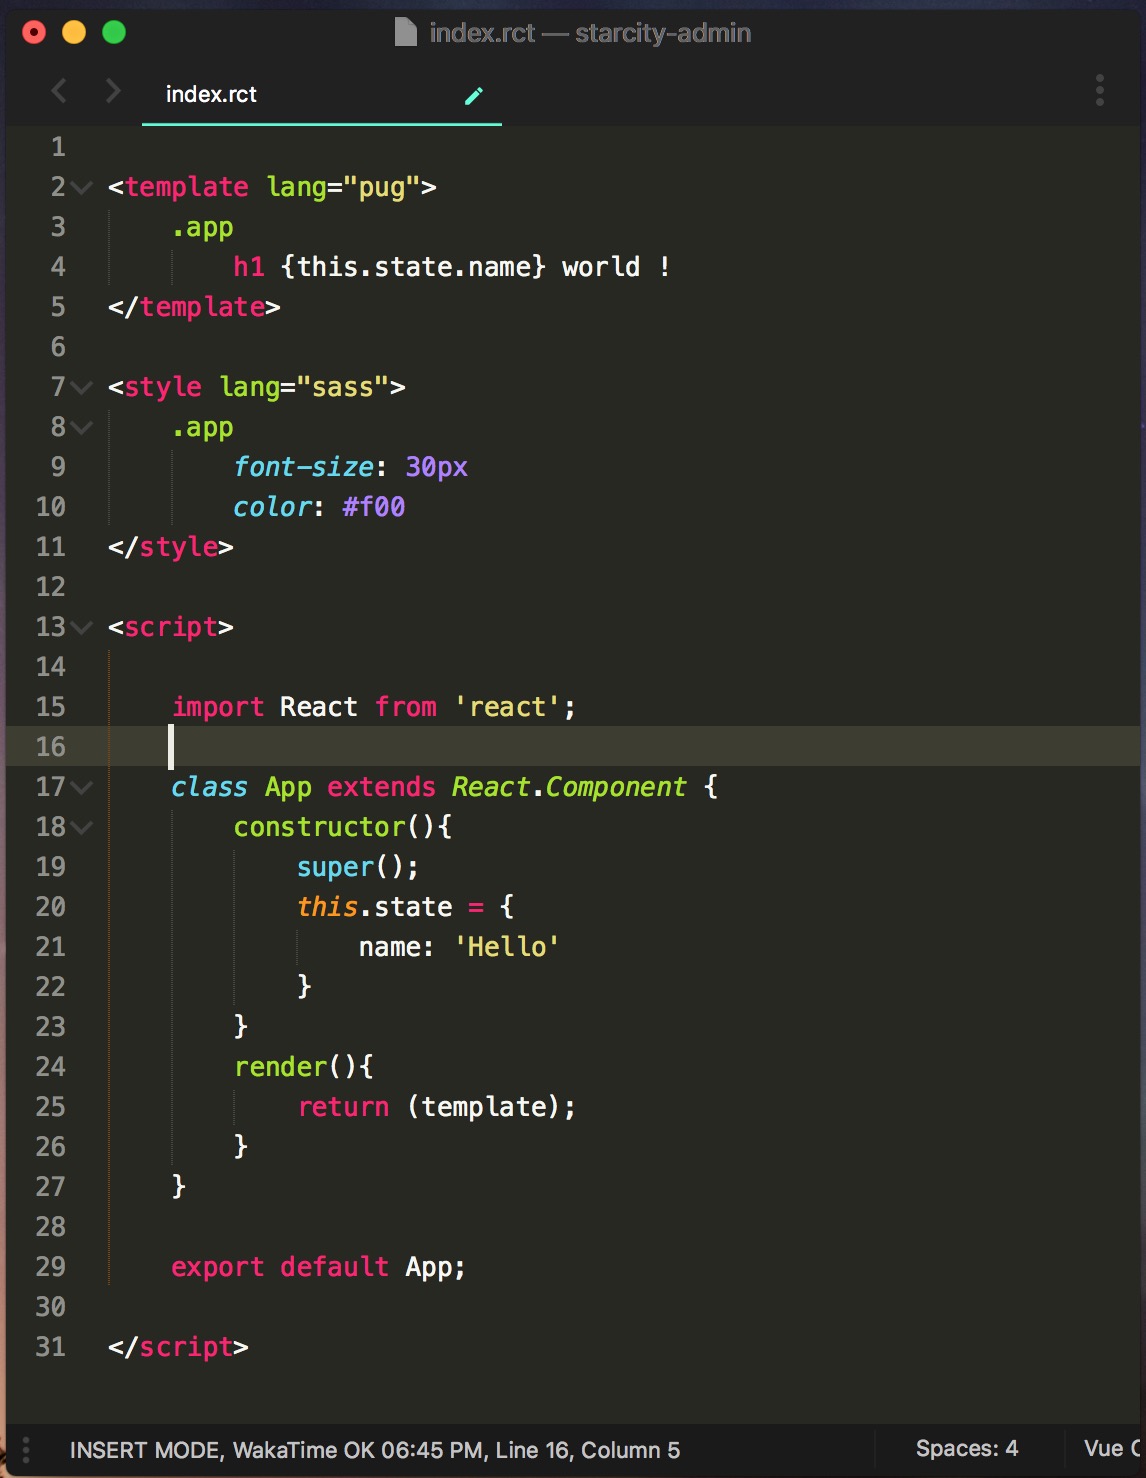 index.rct — starcity-admin
index.rct
1
2 <template lang="pug">
3     .app
4         h1 {this.state.name} world !
5 </template>
6
7 <style lang="sass">
8     .app
9         font-size: 30px
10         color: #f00
11 </style>
12
13 <script>
14
15     import React from 'react';
16
17     class App extends React.Component {
18         constructor(){
19             super();
20             this.state = {
21                 name: 'Hello'
22             }
23         }
24         render(){
25             return (template);
26         }
27     }
28
29     export default App;
30
31 </script>
INSERT MODE, WakaTime OK 06:45 PM, Line 16, Column 5 Spaces: 4 Vue